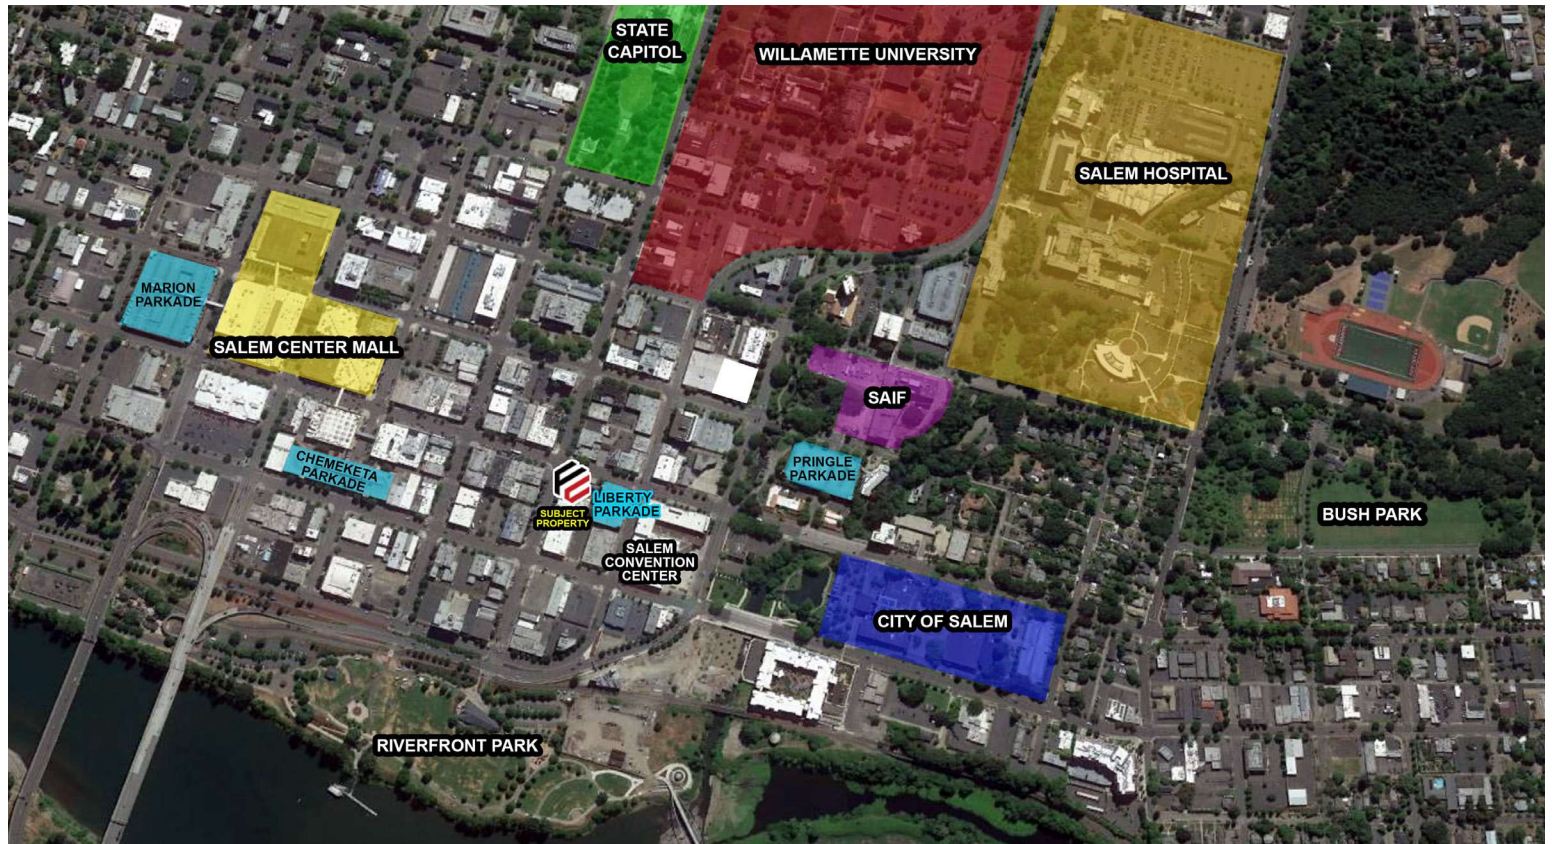 STATE
CAPITOL
WILLAMETTE UNIVERSITY
SALEM HOSPITAL
MARION
PARKADE
SALEM CENTER MALL
SAIF
CHEMEKETA
PARKADE
PRINGLE
PARKADE
LIBERTY
PARKADE
SUBJECT
PROPERTY
BUSH PARK
SALEM
CONVENTION
CENTER
CITY OF SALEM
RIVERFRONT PARK